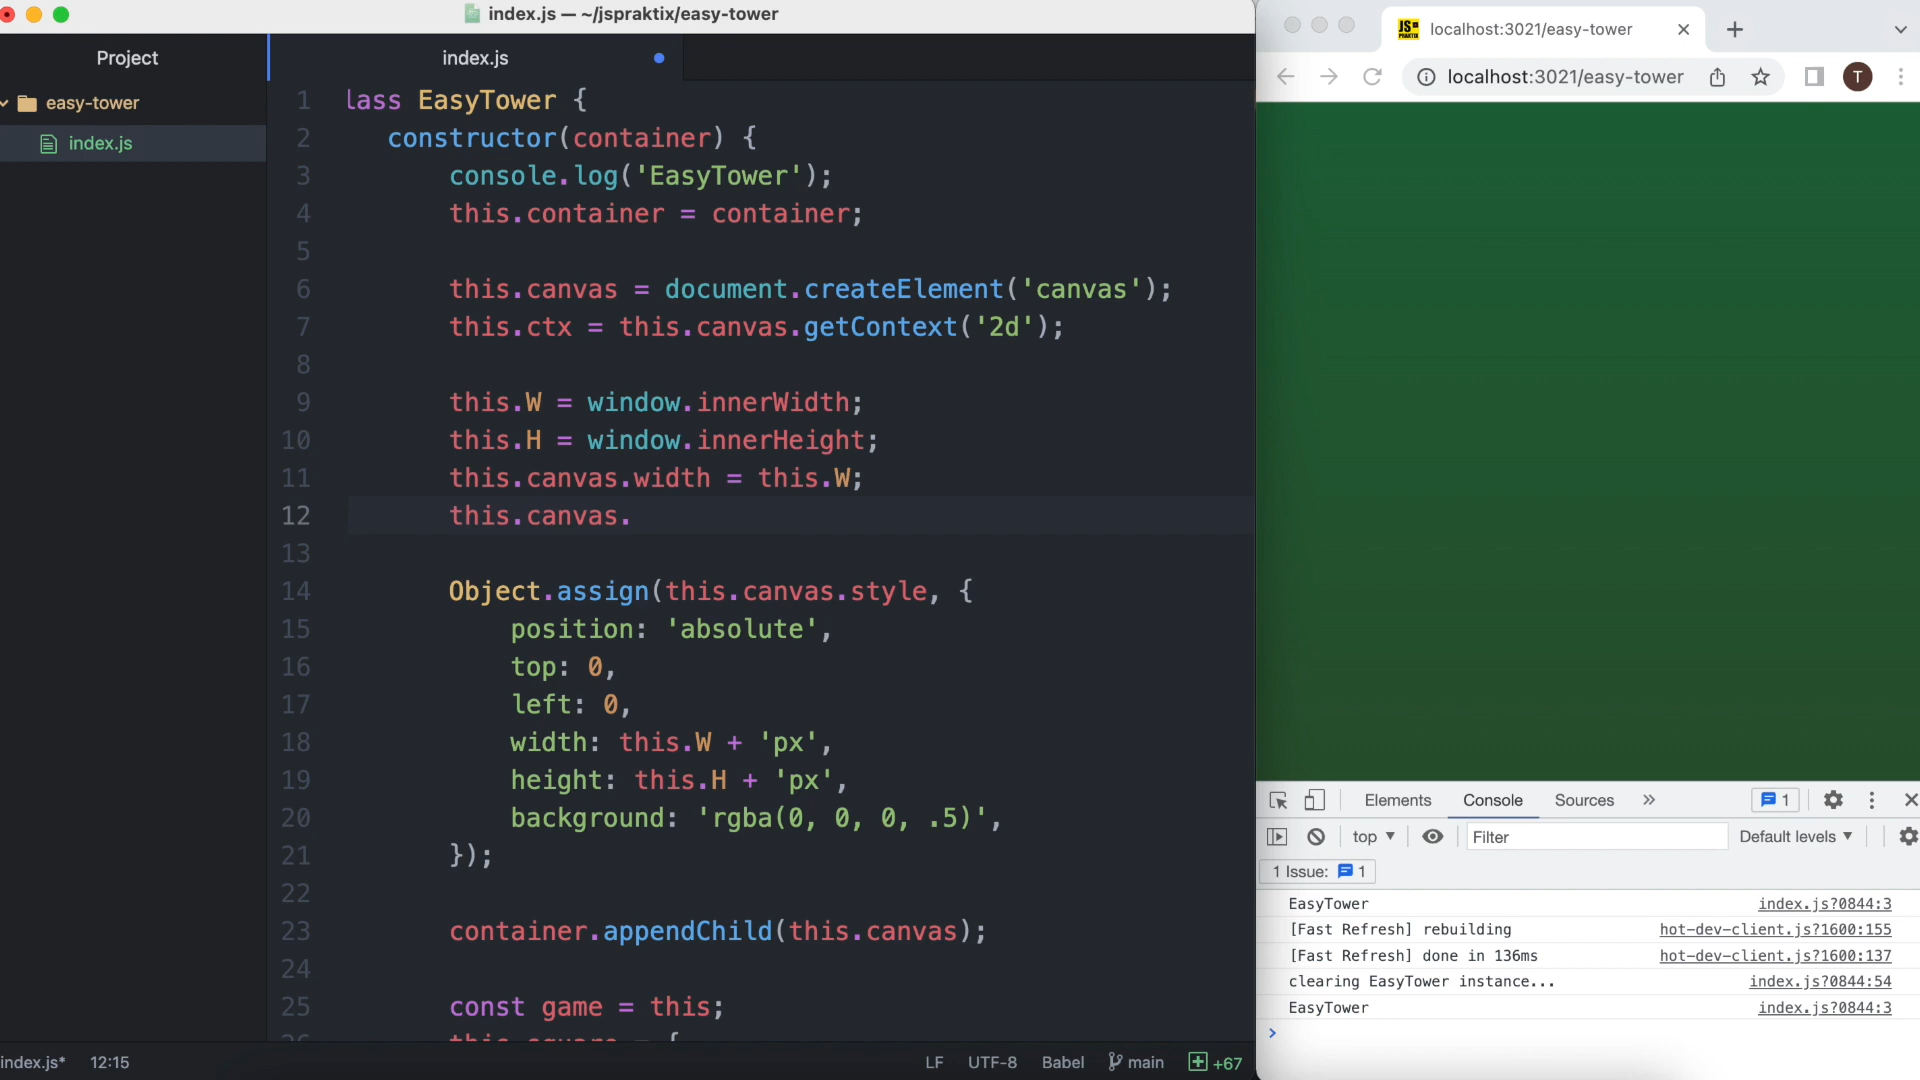 index.js — ~/jspraktix/easy-tower
Project
easy-tower
index.js
index.js
1 lass EasyTower {
2 constructor(container) {
3 console.log('EasyTower');
4 this.container = container;
5
6 this.canvas = document.createElement('canvas');
7 this.ctx = this.canvas.getContext('2d');
8
9 this.W = window.innerWidth;
10 this.H = window.innerHeight;
11 this.canvas.width = this.W;
12 this.canvas.
13
14 Object.assign(this.canvas.style, {
15 position: 'absolute',
16 top: 0,
17 left: 0,
18 width: this.W + 'px',
19 height: this.H + 'px',
20 background: 'rgba(0, 0, 0, .5)',
21 });
22
23 container.appendChild(this.canvas);
24
25 const game = this;
26 this.square = {
index.js* 12:15 LF UTF-8 Babel main +67
JS PRAKTIX localhost:3021/easy-tower
localhost:3021/easy-tower T
Elements Console Sources » 1
top Filter Default levels
1 Issue: 1
EasyTower index.js?0844:3
[Fast Refresh] rebuilding hot-dev-client.js?1600:155
[Fast Refresh] done in 136ms hot-dev-client.js?1600:137
clearing EasyTower instance... index.js?0844:54
EasyTower index.js?0844:3